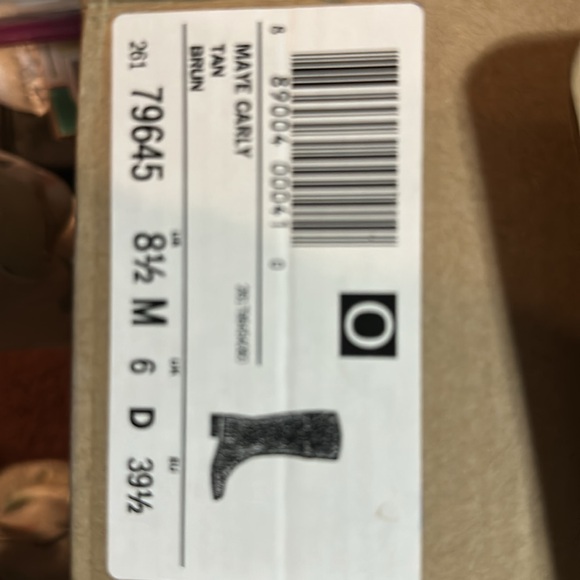 MAYE CARLY
TAN
BRUN
8 89004 00041 0
O
261 79645 8½ M 6 D 39½